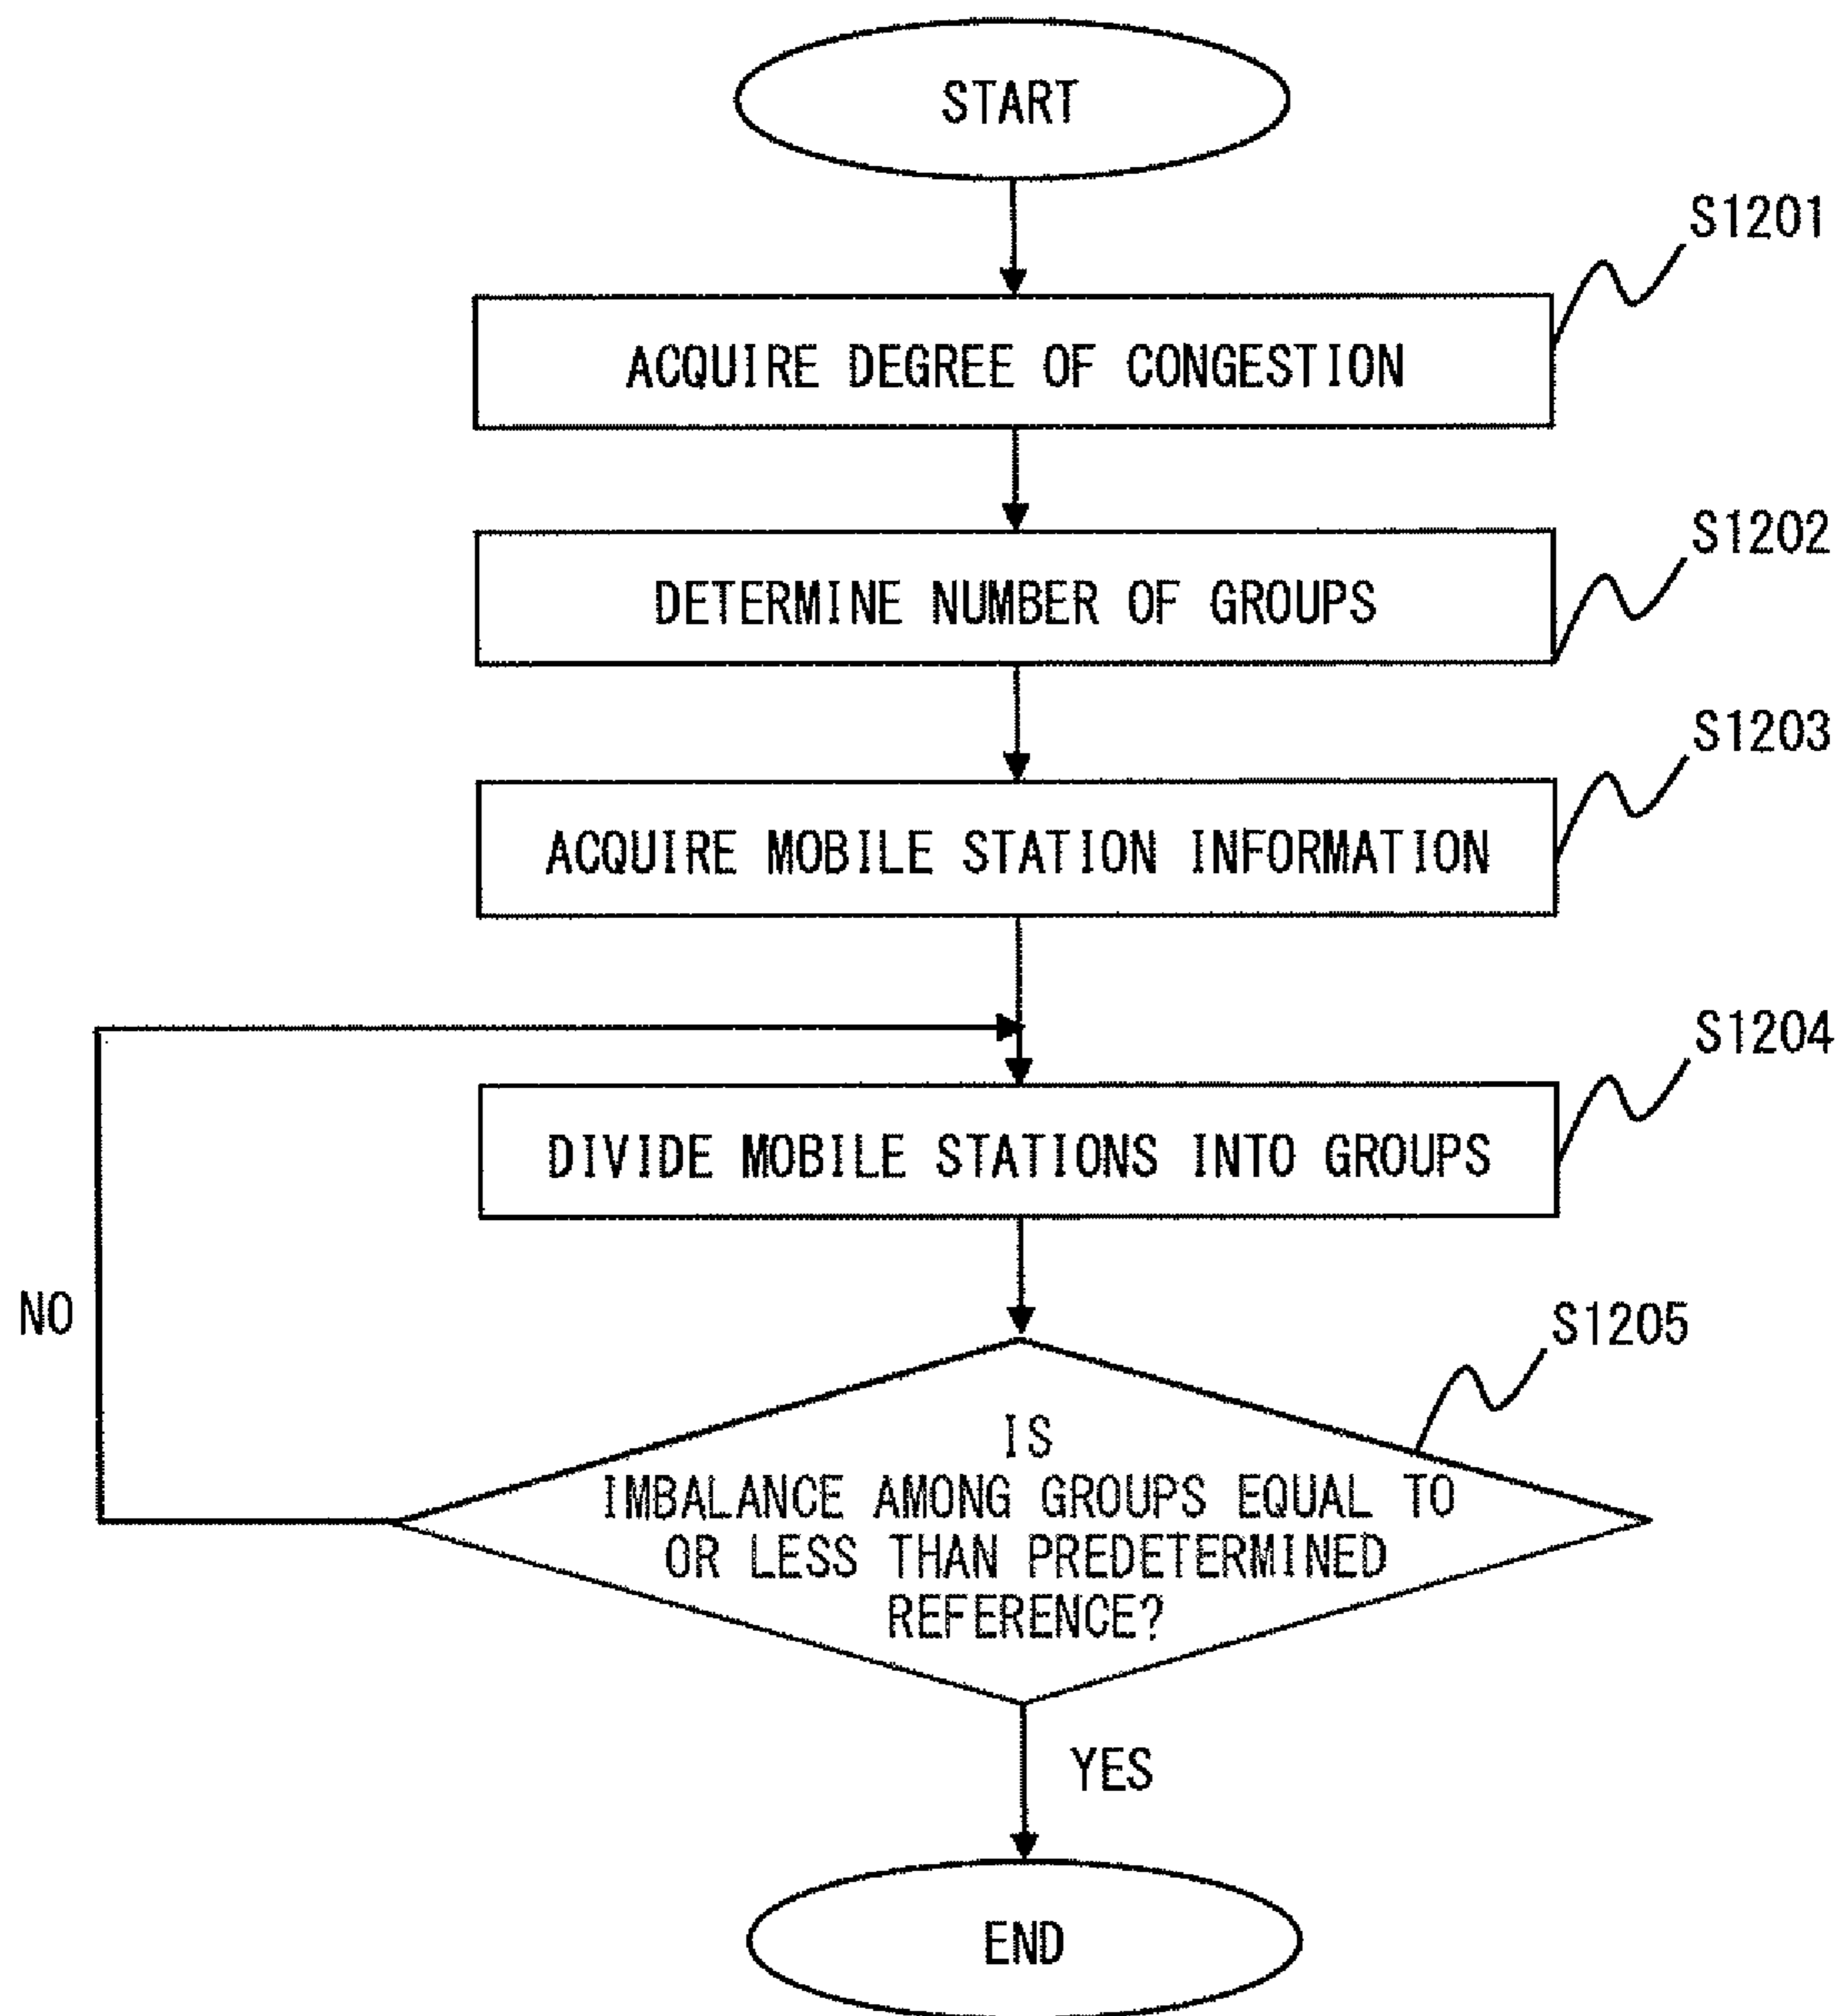 START
S1201
ACQUIRE DEGREE OF CONGESTION
S1202
DETERMINE NUMBER OF GROUPS
S1203
ACQUIRE MOBILE STATION INFORMATION
S1204
DIVIDE MOBILE STATIONS INTO GROUPS
NO
S1205
IS
IMBALANCE AMONG GROUPS EQUAL TO
OR LESS THAN PREDETERMINED
REFERENCE?
YES
END